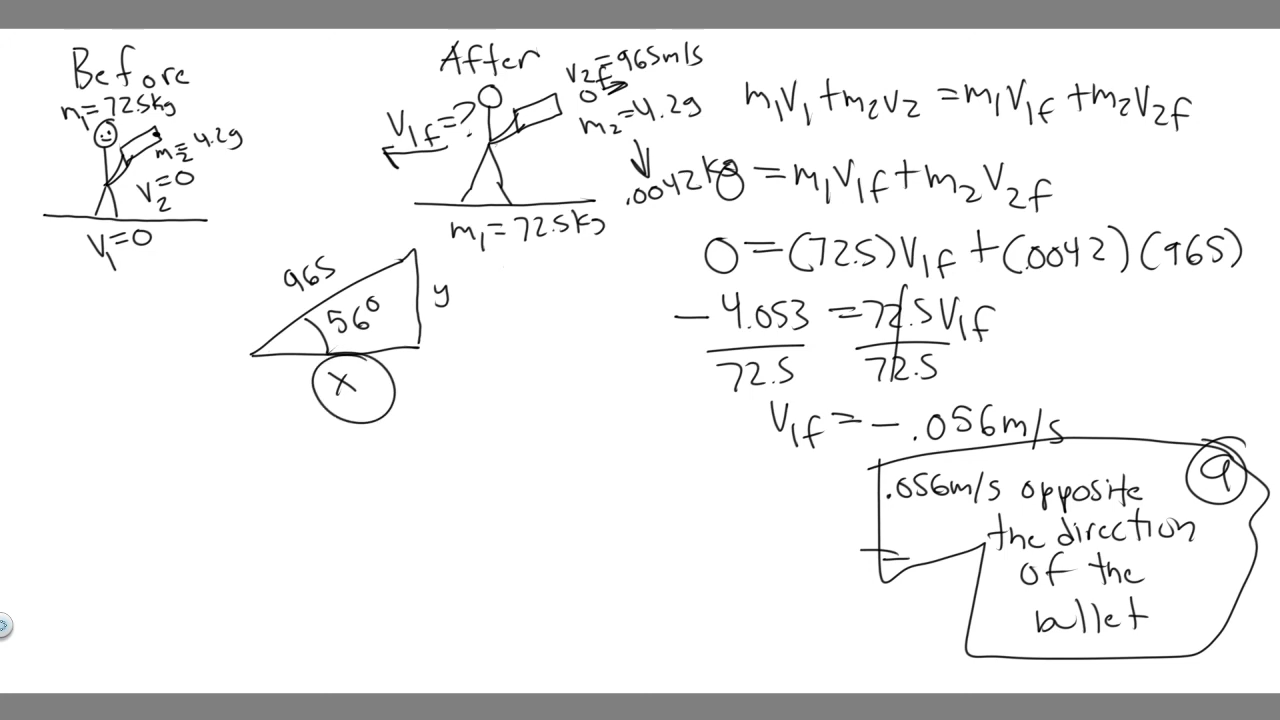 Before
m₁=72.5kg
m₂=4.2g
V₂=0
V₁=0
After
V₂f=965m/s
0
m₂=4.2g
.0042kg
V₁f=?
m₁=72.5kg
965
56°
y
x
m₁V₁+m₂V₂=m₁V₁f+m₂V₂f
0=m₁V₁f+m₂V₂f
0=(72.5)V₁f+(.0042)(965)
-4.053=72.5V₁f
72.5 72.5
V₁f=-.056m/s
a
.056m/s opposite
the direction
of the
bullet